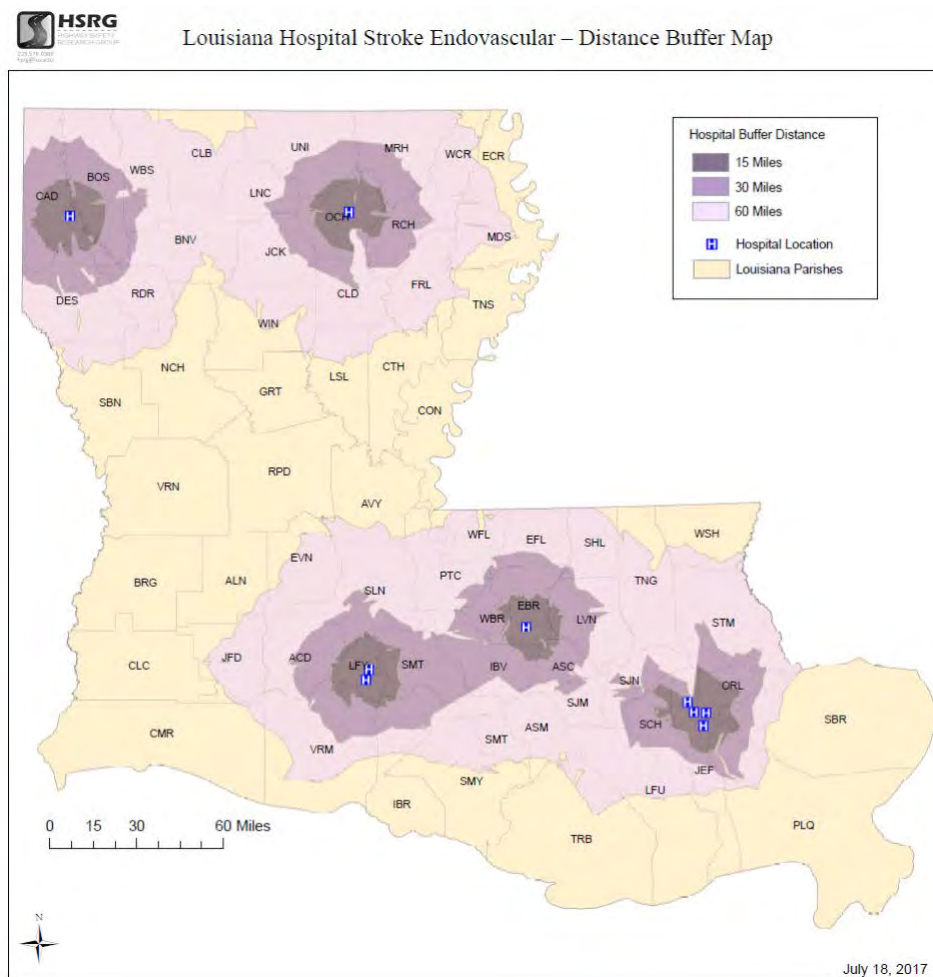 HSRG
HIGHWAY SAFETY
RESEARCH GROUP
Louisiana Hospital Stroke Endovascular – Distance Buffer Map
Hospital Buffer Distance
15 Miles
30 Miles
60 Miles
H Hospital Location
Louisiana Parishes
CLB
UNI
MRH
WCR
ECR
WBS
BOS
CAD
LNC
H
OCH
H
RCH
BNV
JCK
MDS
DES
RDR
CLD
FRL
TNS
WIN
NCH
LSL
CTH
GRT
SBN
CON
VRN
RPD
AVY
WFL
EFL
SHL
WSH
EVN
BRG
ALN
SLN
PTC
TNG
EBR
WBR
H
LVN
STM
CLC
JFD
ACD
LFY
H
H
SMT
IBV
ASC
SJN
SJM
ORL
H
H
H
H
SCH
SBR
CMR
VRM
SMT
ASM
JEF
SMY
LFU
IBR
PLQ
TRB
0 15 30 60 Miles
N
July 18, 2017